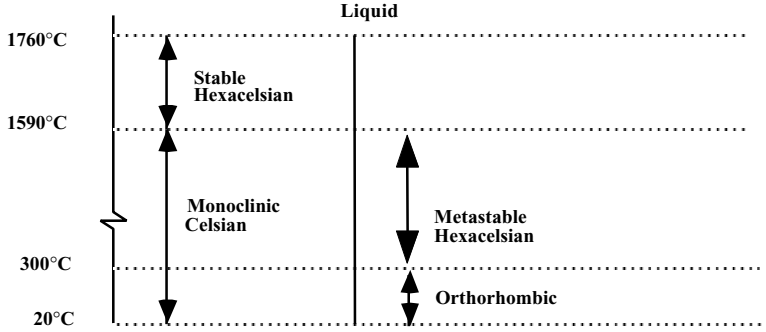 Liquid
1760°C
Stable
Hexacelsian
1590°C
Monoclinic
Celsian
Metastable
Hexacelsian
300°C
Orthorhombic
20°C